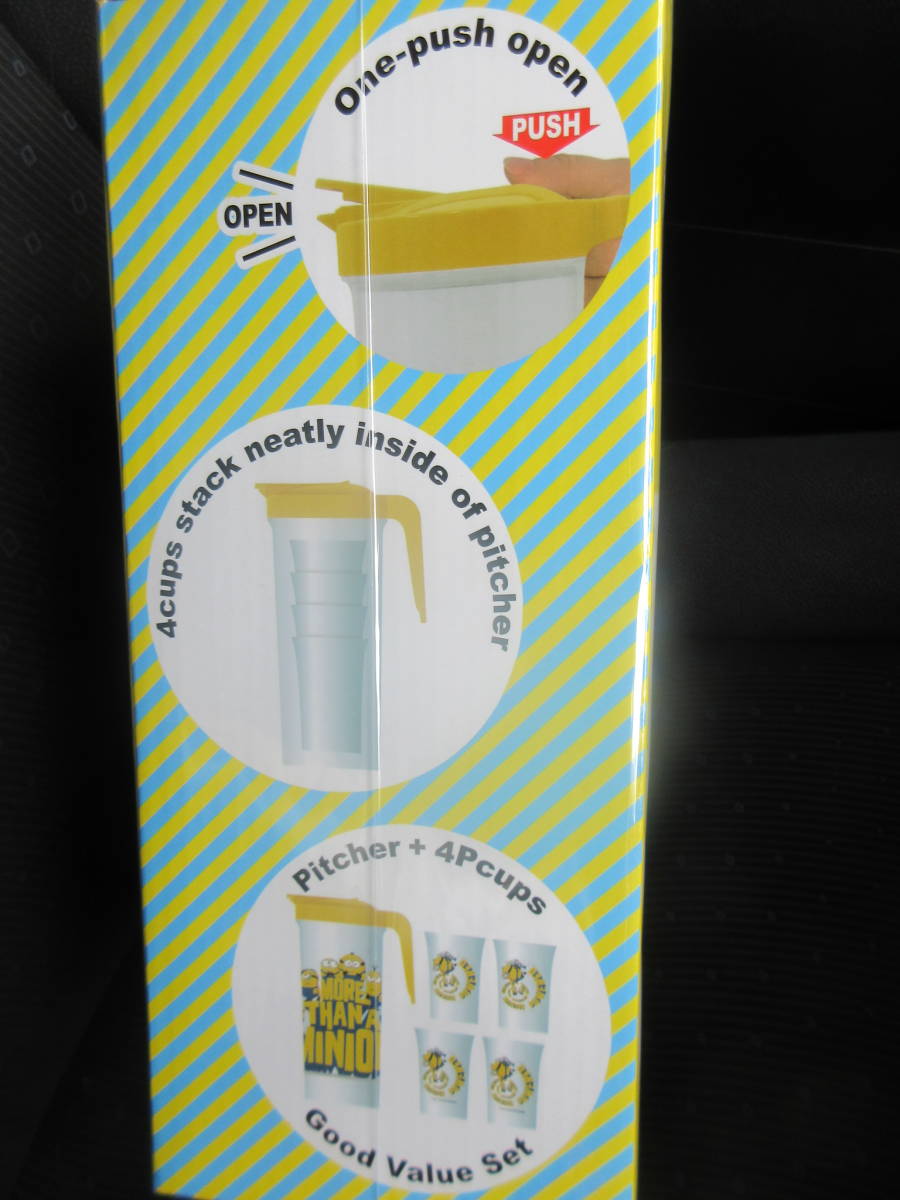 One-push open
PUSH
OPEN
4cups stack neatly inside of pitcher
Pitcher + 4Pcups
MORE
THAN A
MINION
Good Value Set